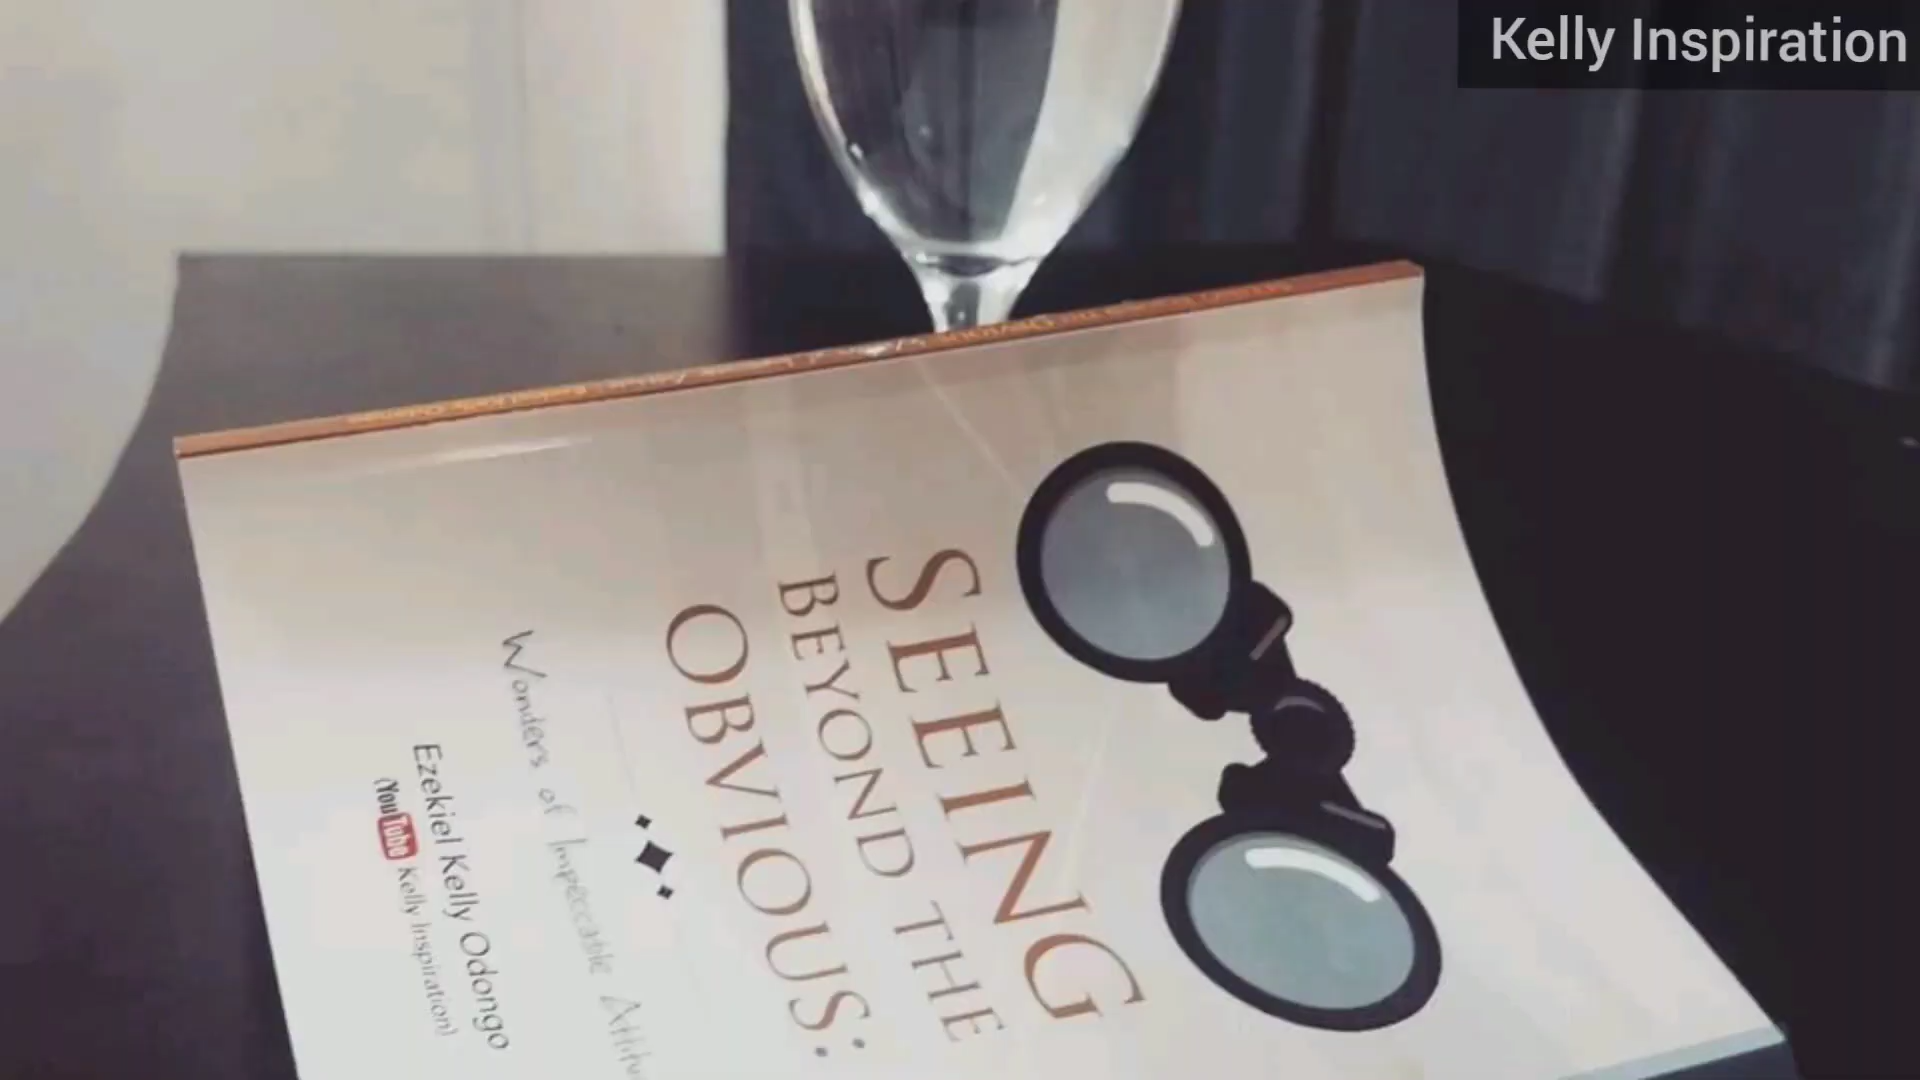 Kelly Inspiration
SEEING
BEYOND THE
OBVIOUS:
Wonders of Impeccable
Ezekiel Kelly Odongo
(YouTube Kelly Inspiration)